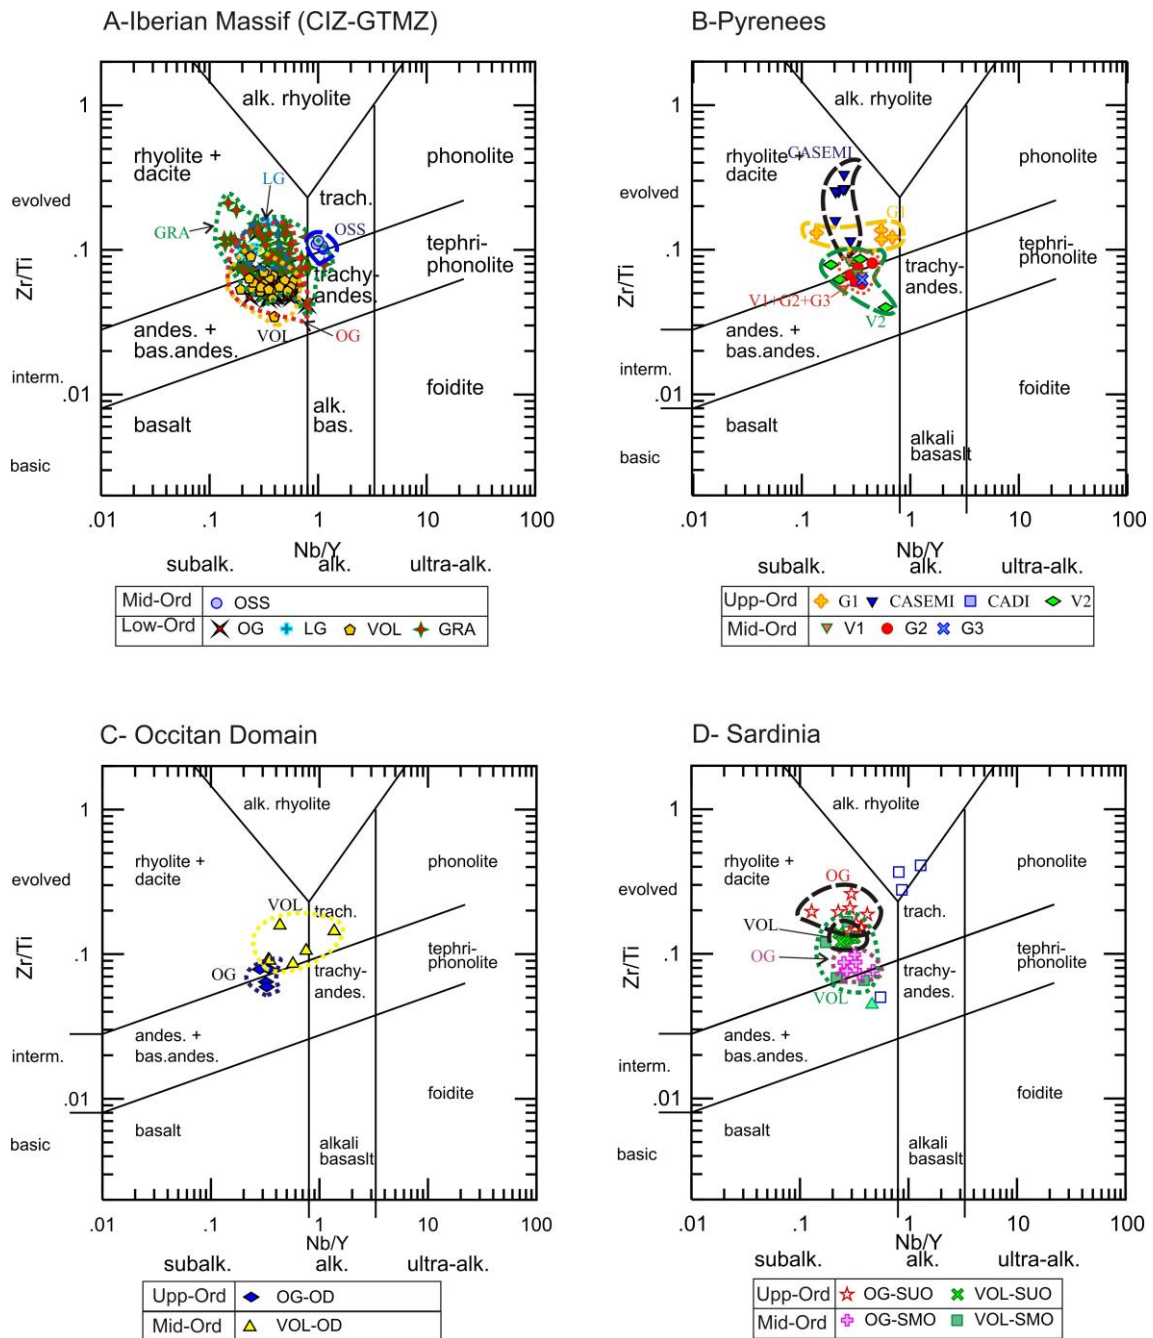 A-Iberian Massif (CIZ-GTMZ)
alk. rhyolite
1
rhyolite +
dacite
phonolite
LG
trach.
evolved
GRA
OSS
tephri-
phonolite
.1
Zr/Ti
trachy-
andes.
andes. +
bas.andes.
VOL
OG
interm.
.01
foidite
basalt
alk.
bas.
basic
.01
.1
1
10
100
Nb/Y
subalk.
alk.
ultra-alk.
Mid-Ord
OSS
Low-Ord
OG
LG
VOL
GRA
B-Pyrenees
alk. rhyolite
1
rhyolite +
dacite
CASEMI
phonolite
evolved
G1
trach.
tephri-
phonolite
.1
Zr/Ti
trachy-
andes.
V1+G2+G3
V2
andes. +
bas.andes.
interm.
.01
foidite
basalt
alkali
basaslt
basic
.01
.1
1
10
100
Nb/Y
subalk.
alk.
ultra-alk.
Upp-Ord
G1
CASEMI
CADI
V2
Mid-Ord
V1
G2
G3
C- Occitan Domain
alk. rhyolite
1
rhyolite +
dacite
phonolite
evolved
VOL
trach.
tephri-
phonolite
.1
Zr/Ti
OG
trachy-
andes.
andes. +
bas.andes.
interm.
.01
foidite
basalt
alkali
basaslt
basic
.01
.1
1
10
100
Nb/Y
subalk.
alk.
ultra-alk.
Upp-Ord
OG-OD
Mid-Ord
VOL-OD
D- Sardinia
alk. rhyolite
1
rhyolite +
dacite
OG
phonolite
evolved
trach.
VOL
tephri-
phonolite
.1
Zr/Ti
OG
trachy-
andes.
VOL
andes. +
bas.andes.
interm.
.01
foidite
basalt
alkali
basaslt
basic
.01
.1
1
10
100
Nb/Y
subalk.
alk.
ultra-alk.
Upp-Ord
OG-SUO
VOL-SUO
Mid-Ord
OG-SMO
VOL-SMO